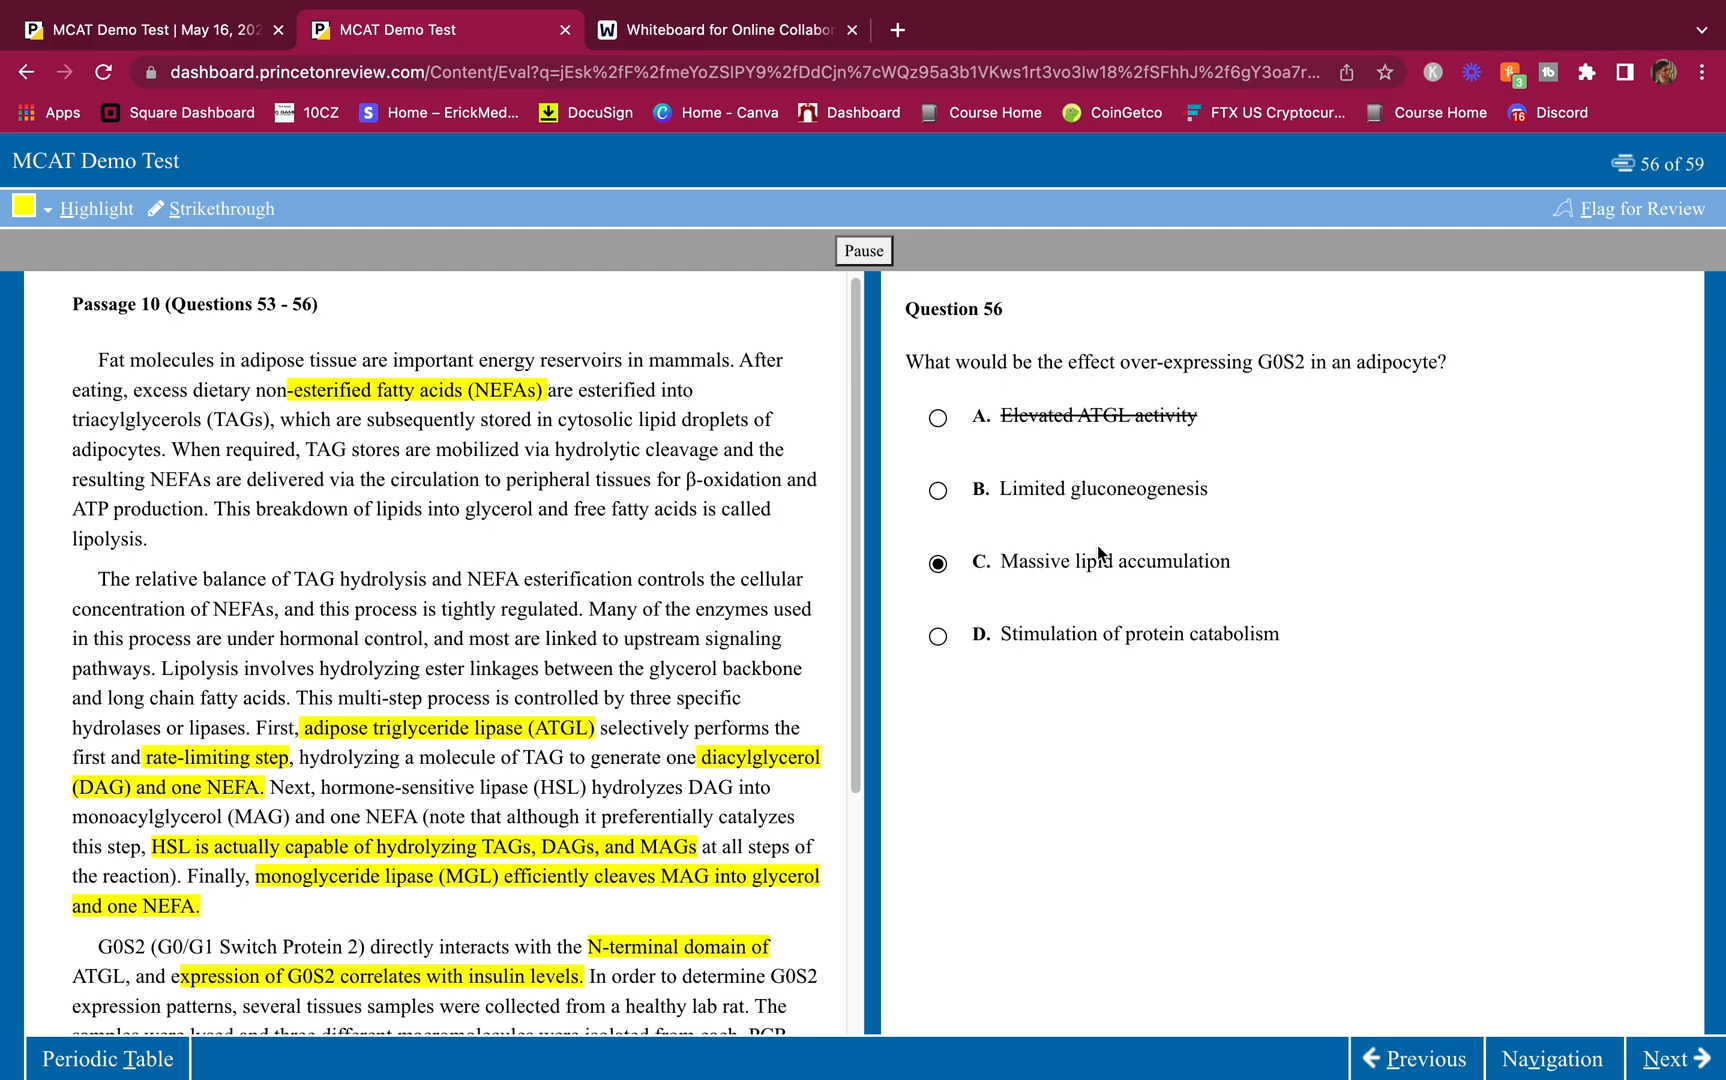 MCAT Demo Test | May 16, 202
MCAT Demo Test
Whiteboard for Online Collabor
dashboard.princetonreview.com/Content/Eval?q=jEsk%2fF%2fmeYoZSIPY9%2fDdCjn%7cWQz95a3b1VKws1rt3vo3lw18%2fSFhhJ%2f6gY3oa7r...
Apps Square Dashboard 10CZ Home – ErickMed... DocuSign Home - Canva Dashboard Course Home CoinGetco FTX US Cryptocur... Course Home Discord
MCAT Demo Test
56 of 59
Highlight Strikethrough
Flag for Review
Pause
Passage 10 (Questions 53 - 56)
Fat molecules in adipose tissue are important energy reservoirs in mammals. After
eating, excess dietary non-esterified fatty acids (NEFAs) are esterified into
triacylglycerols (TAGs), which are subsequently stored in cytosolic lipid droplets of
adipocytes. When required, TAG stores are mobilized via hydrolytic cleavage and the
resulting NEFAs are delivered via the circulation to peripheral tissues for β-oxidation and
ATP production. This breakdown of lipids into glycerol and free fatty acids is called
lipolysis.
The relative balance of TAG hydrolysis and NEFA esterification controls the cellular
concentration of NEFAs, and this process is tightly regulated. Many of the enzymes used
in this process are under hormonal control, and most are linked to upstream signaling
pathways. Lipolysis involves hydrolyzing ester linkages between the glycerol backbone
and long chain fatty acids. This multi-step process is controlled by three specific
hydrolases or lipases. First, adipose triglyceride lipase (ATGL) selectively performs the
first and rate-limiting step, hydrolyzing a molecule of TAG to generate one diacylglycerol
(DAG) and one NEFA. Next, hormone-sensitive lipase (HSL) hydrolyzes DAG into
monoacylglycerol (MAG) and one NEFA (note that although it preferentially catalyzes
this step, HSL is actually capable of hydrolyzing TAGs, DAGs, and MAGs at all steps of
the reaction). Finally, monoglyceride lipase (MGL) efficiently cleaves MAG into glycerol
and one NEFA.
G0S2 (G0/G1 Switch Protein 2) directly interacts with the N-terminal domain of
ATGL, and expression of G0S2 correlates with insulin levels. In order to determine G0S2
expression patterns, several tissues samples were collected from a healthy lab rat. The
samples were lysed and three different macromolecules were isolated from each. PCR
Question 56
What would be the effect over-expressing G0S2 in an adipocyte?
A. Elevated ATGL activity
B. Limited gluconeogenesis
C. Massive lipid accumulation
D. Stimulation of protein catabolism
Periodic Table
Previous Navigation Next